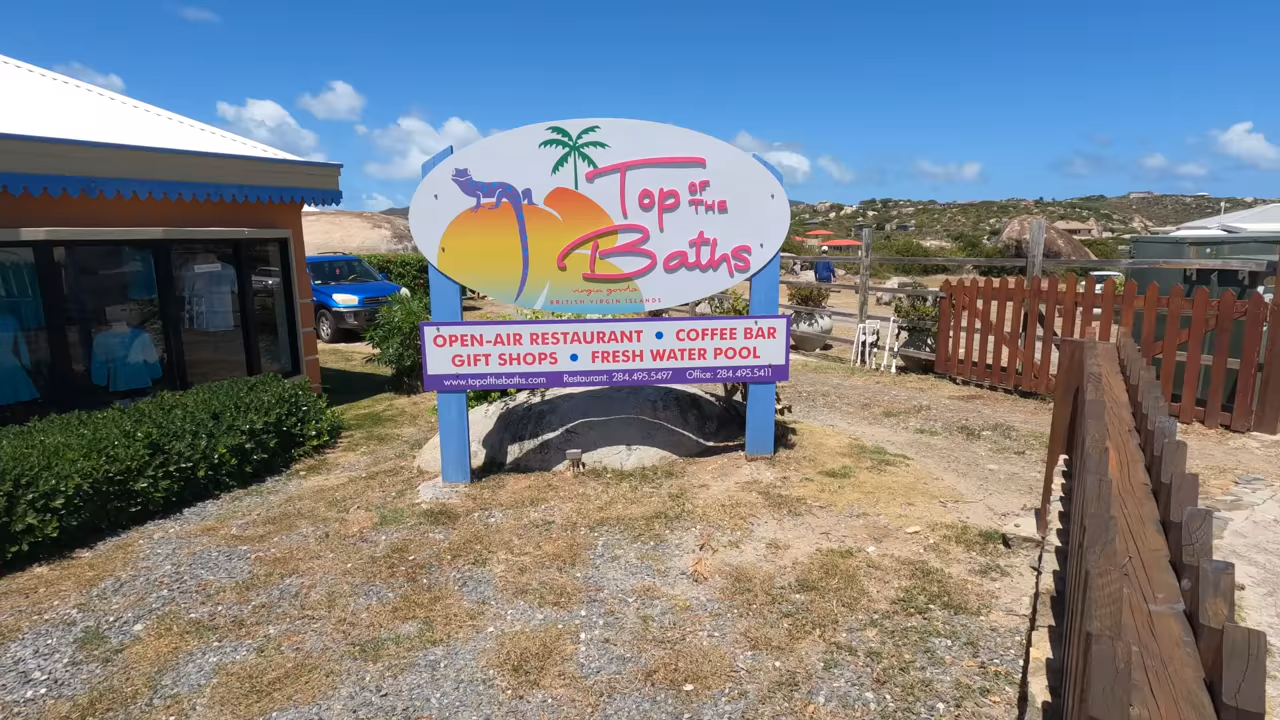 Top OF THE
Baths
virgin gorda
BRITISH VIRGIN ISLANDS
OPEN-AIR RESTAURANT • COFFEE BAR
GIFT SHOPS • FRESH WATER POOL
www.topofthebaths.com Restaurant: 284.495.5497 Office: 284.495.5411